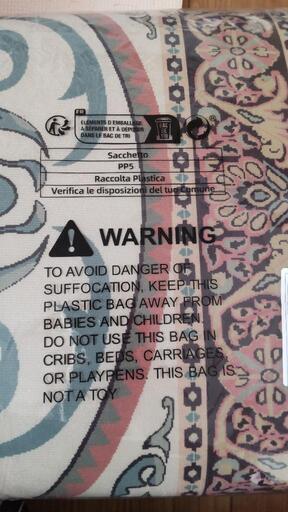 FR
ÉLÉMENTS D'EMBALLAGE
À SÉPARER ET À DÉPOSER
DANS LE BAC DE TRI
Sacchetto
PP5
Raccolta Plastica
Verifica le disposizioni del tuo Comune
WARNING
TO AVOID DANGER OF
SUFFOCATION, KEEP THIS
PLASTIC BAG AWAY FROM
BABIES AND CHILDREN.
DO NOT USE THIS BAG IN
CRIBS, BEDS, CARRIAGES
OR PLAYPENS. THIS BAG IS
NOT A TOY